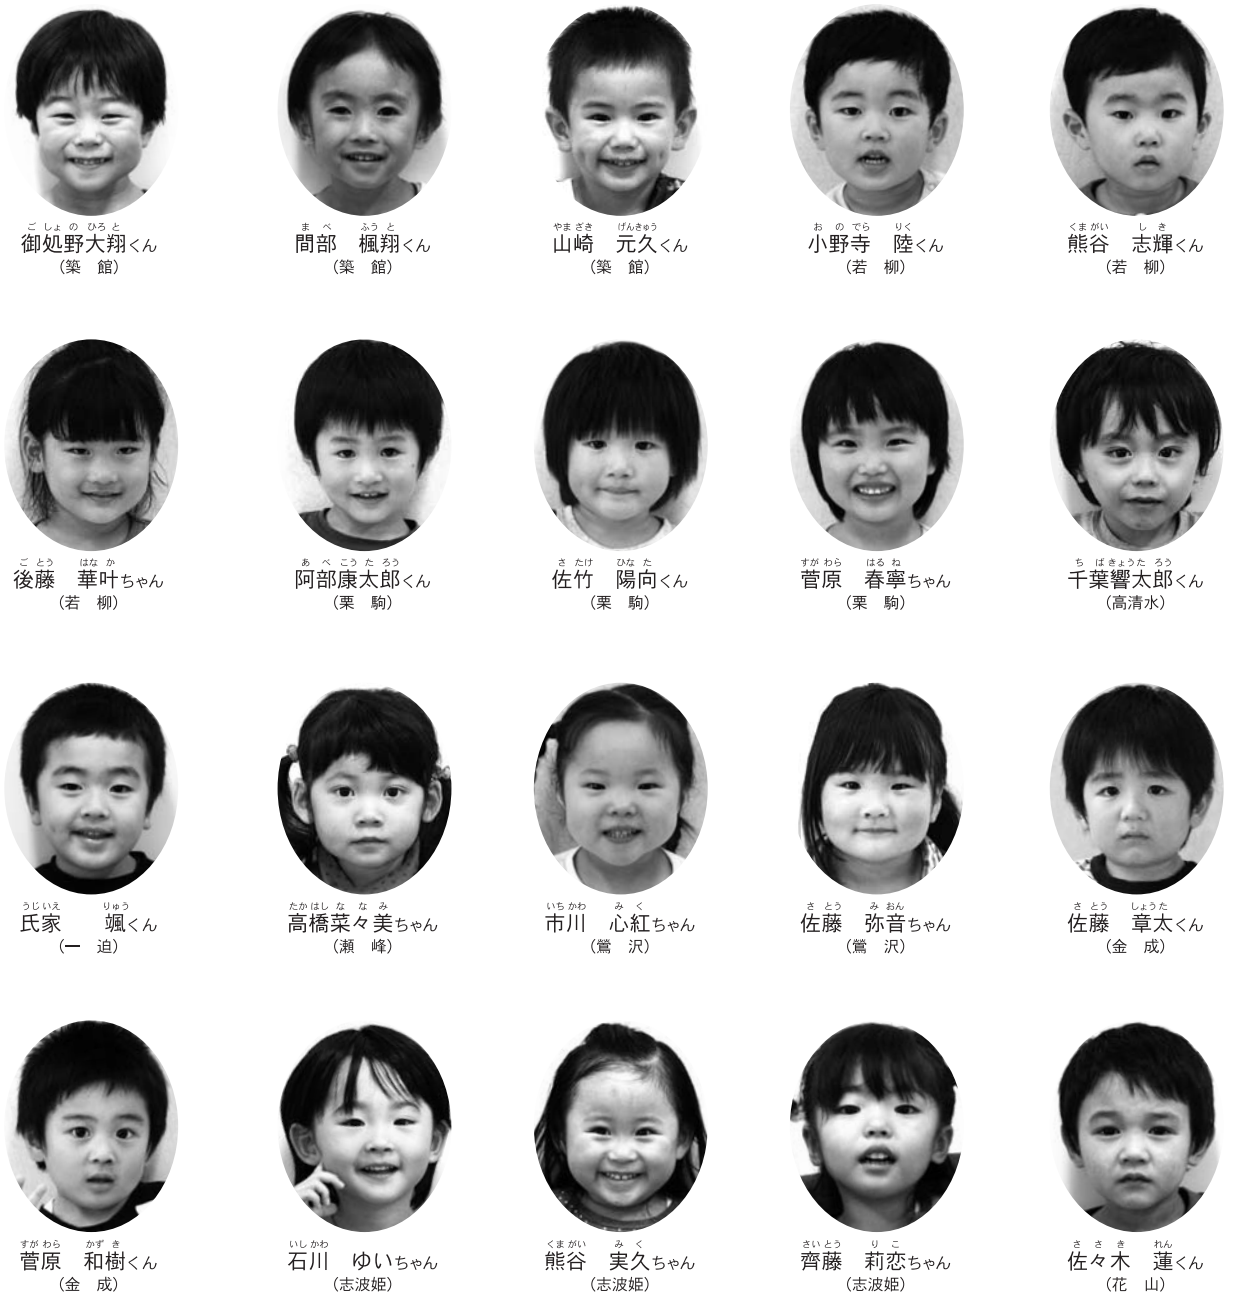 ご しょ の ひろ と
御処野大翔くん
（築　館）
ま べ ふう と
間部　楓翔くん
（築　館）
やま ざき げんきゅう
山崎　元久くん
（築　館）
お の でら りく
小野寺　陸くん
（若　柳）
くま がい し き
熊谷　志輝くん
（若　柳）
ご とう はな か
後藤　華叶ちゃん
（若　柳）
あ べ こう た ろう
阿部康太郎くん
（栗　駒）
さ たけ ひな た
佐竹　陽向くん
（栗　駒）
すが わら はる ね
菅原　春寧ちゃん
（栗　駒）
ち ば きょうた ろう
千葉響太郎くん
（高清水）
うじ いえ りゅう
氏家　　颯くん
（一　迫）
たか はし な な み
高橋菜々美ちゃん
（瀬　峰）
いち かわ み く
市川　心紅ちゃん
（鶯　沢）
さ とう み おん
佐藤　弥音ちゃん
（鶯　沢）
さ とう しょう た
佐藤　章太くん
（金　成）
すが わら かず き
菅原　和樹くん
（金　成）
いし かわ
石川　ゆいちゃん
（志波姫）
くま がい み く
熊谷　実久ちゃん
（志波姫）
さい とう り こ
齊藤　莉恋ちゃん
（志波姫）
さ さ き れん
佐々木　蓮くん
（花　山）